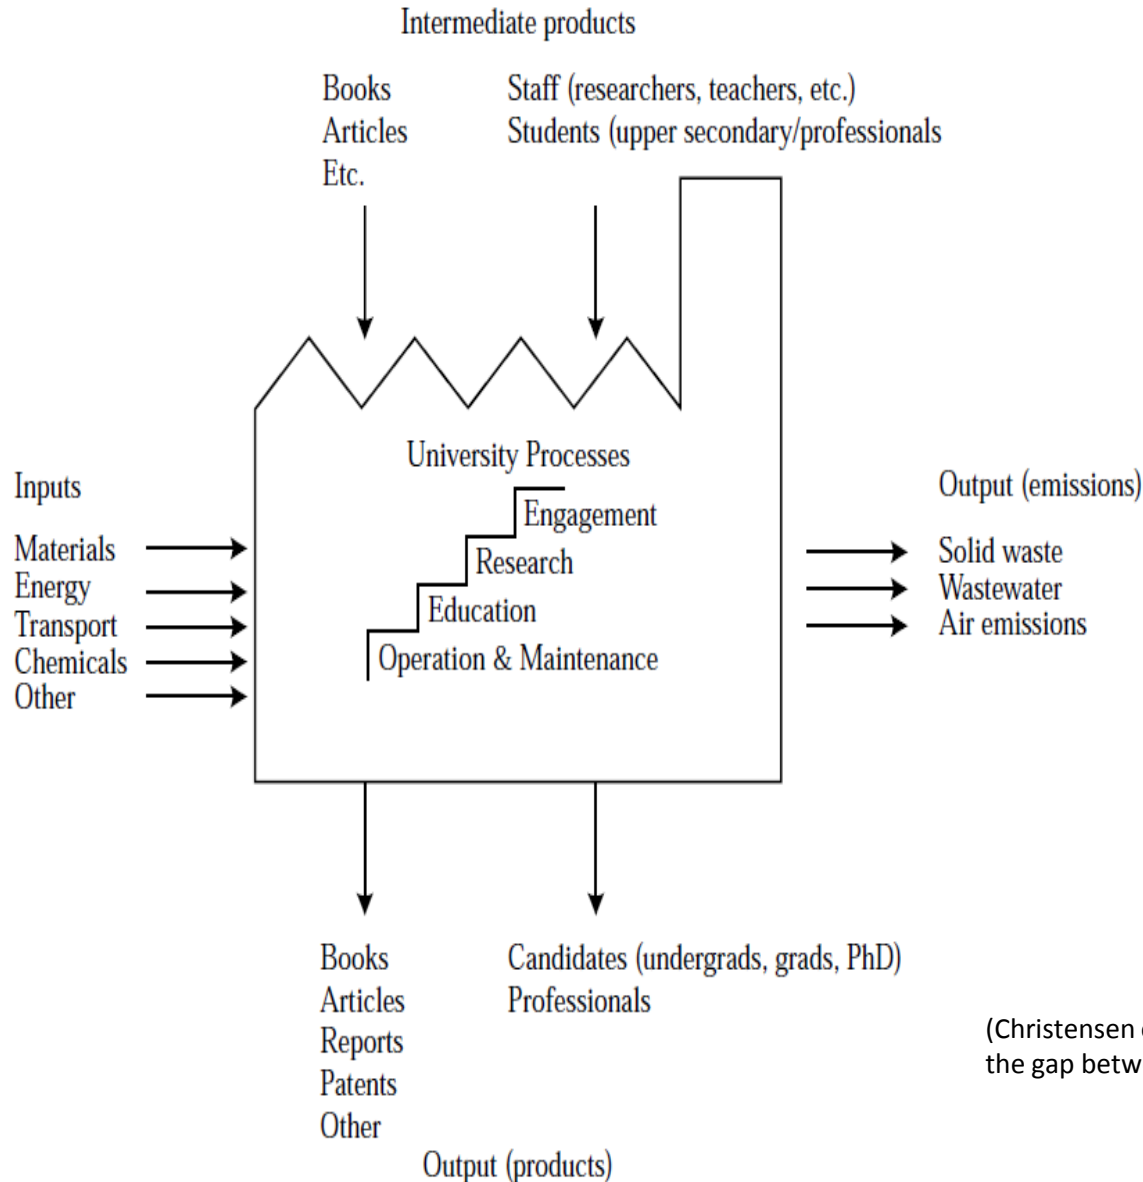 Intermediate products
Books
Articles
Etc.
Staff (researchers, teachers, etc.)
Students (upper secondary/professionals
University Processes
Engagement
Research
Education
Operation & Maintenance
Inputs
Materials
Energy
Transport
Chemicals
Other
Output (emissions)
Solid waste
Wastewater
Air emissions
Books
Articles
Reports
Patents
Other
Candidates (undergrads, grads, PhD)
Professionals
Output (products)
(Christensen
the gap